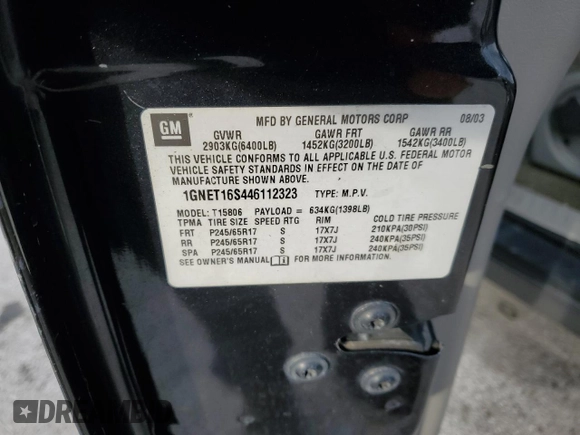 GM
MFD BY GENERAL MOTORS CORP 08/03
GVWR GAWR FRT GAWR RR
2903KG(6400LB) 1452KG(3200LB) 1542KG(3400LB)
THIS VEHICLE CONFORMS TO ALL APPLICABLE U.S. FEDERAL MOTOR
VEHICLE SAFETY STANDARDS IN EFFECT ON THE DATE OF
MANUFACTURE SHOWN ABOVE.
1GNET16S446112323 TYPE: M.P.V.
MODEL: T15806 PAYLOAD = 634KG(1398LB)
TPMA TIRE SIZE SPEED RTG RIM COLD TIRE PRESSURE
FRT P245/65R17 S 17X7J 210KPA(30PSI)
RR P245/65R17 S 17X7J 240KPA(35PSI)
SPA P245/65R17 S 17X7J 240KPA(35PSI)
SEE OWNER'S MANUAL i FOR MORE INFORMATION.
DREAMERD